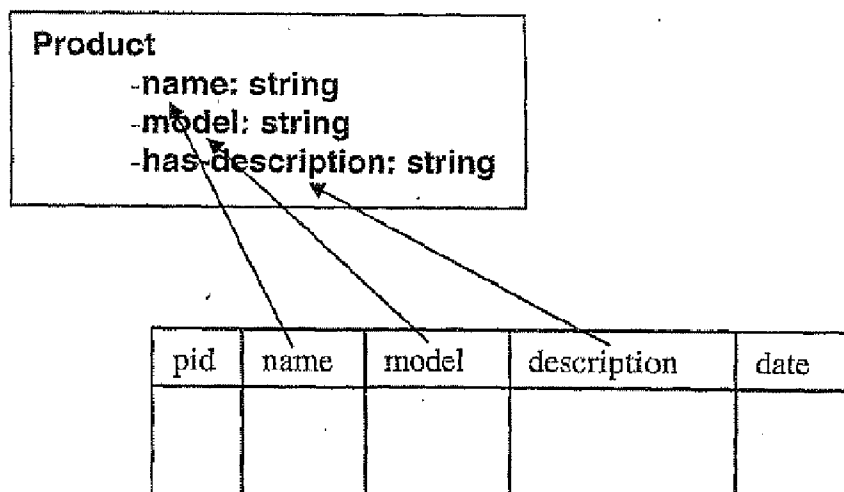 Product
-name: string
-model: string
-has-description: string
pid name model description date